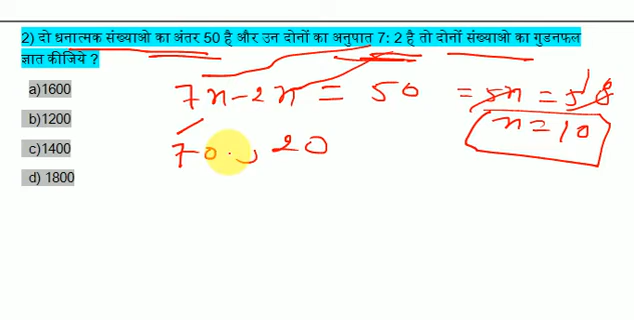 2) दो धनात्मक संख्याओ का अंतर 50 है और उन दोनों का अनुपात 7: 2 है तो दोनों संख्याओ का गुडनफल
ज्ञात कीजिये ?
a)1600
b)1200
c)1400
d) 1800
7x-2x = 50 = 5x = 50
x=10
70, 20